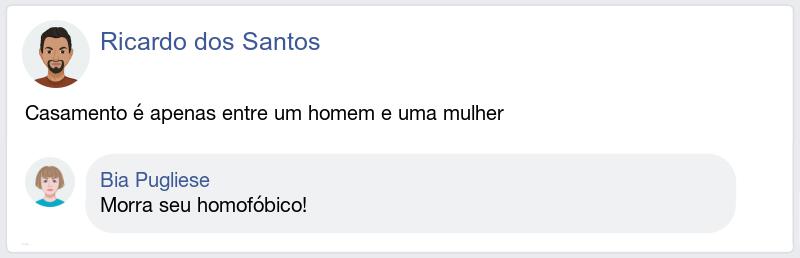 Ricardo dos Santos
Casamento é apenas entre um homem e uma mulher
Bia Pugliese
Morra seu homofóbico!